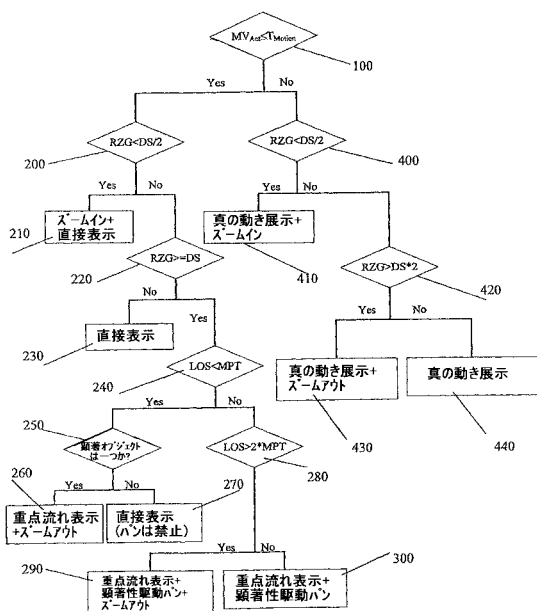 MVAct≤TMotion
100
Yes
No
RZG<DS/2
200
RZG<DS/2
400
Yes
No
Yes
No
ズームイン+
直接表示
210
真の動き展示+
ズームイン
410
RZG>=DS
220
RZG>DS*2
420
No
Yes
Yes
No
直接表示
230
LOS<MPT
240
真の動き展示+
ズームアウト
430
真の動き展示
440
Yes
No
250
顕著オブジェクト
は一つか?
LOS>2*MPT
280
260
Yes
No
270
重点流れ表示
+ズームアウト
直接表示
(パンは禁止)
Yes
No
290
重点流れ表示+
顕著性駆動パン+
ズームアウト
300
重点流れ表示+
顕著性駆動パン